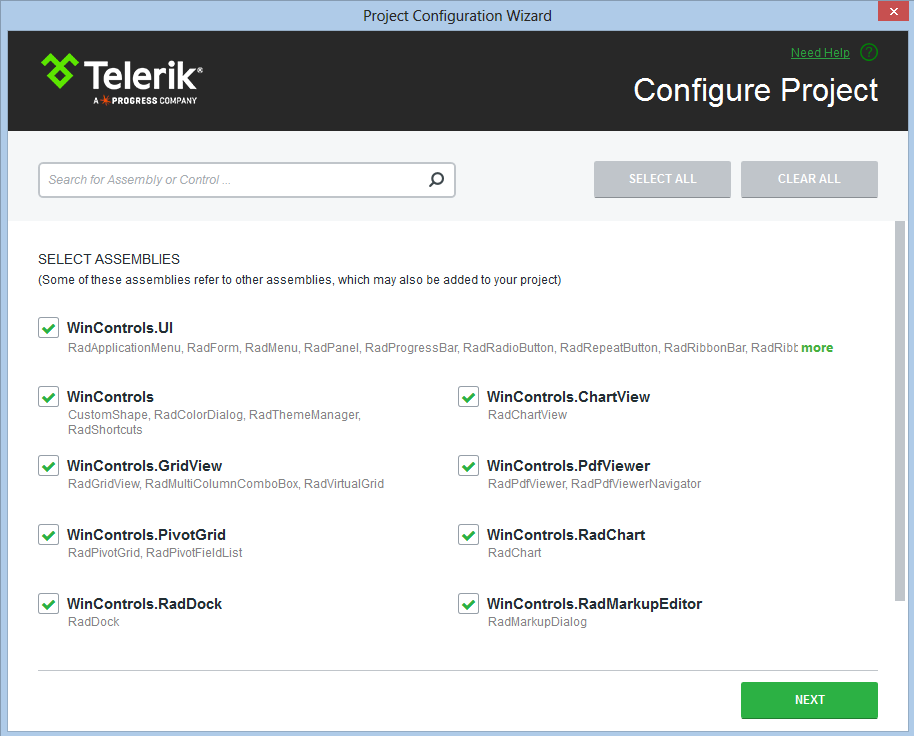 Project Configuration Wizard
Need Help ?
Telerik®
A PROGRESS COMPANY
Configure Project
Search for Assembly or Control ...
SELECT ALL
CLEAR ALL
SELECT ASSEMBLIES
(Some of these assemblies refer to other assemblies, which may also be added to your project)
WinControls.UI
RadApplicationMenu, RadForm, RadMenu, RadPanel, RadProgressBar, RadRadioButton, RadRepeatButton, RadRibbonBar, RadRibb more
WinControls
CustomShape, RadColorDialog, RadThemeManager,
RadShortcuts
WinControls.ChartView
RadChartView
WinControls.GridView
RadGridView, RadMultiColumnComboBox, RadVirtualGrid
WinControls.PdfViewer
RadPdfViewer, RadPdfViewerNavigator
WinControls.PivotGrid
RadPivotGrid, RadPivotFieldList
WinControls.RadChart
RadChart
WinControls.RadDock
RadDock
WinControls.RadMarkupEditor
RadMarkupDialog
NEXT